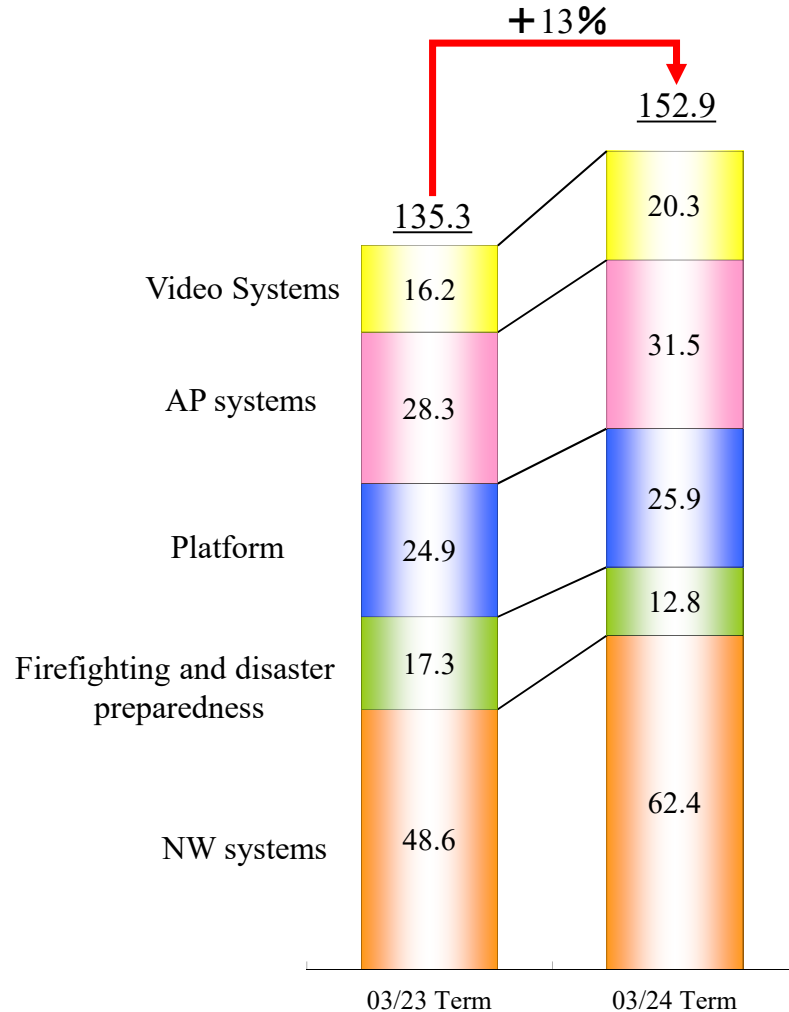 +13%
152.9
135.3
20.3
Video Systems
16.2
31.5
AP systems
28.3
25.9
Platform
24.9
12.8
Firefighting and disaster
preparedness
17.3
62.4
NW systems
48.6
03/23 Term
03/24 Term